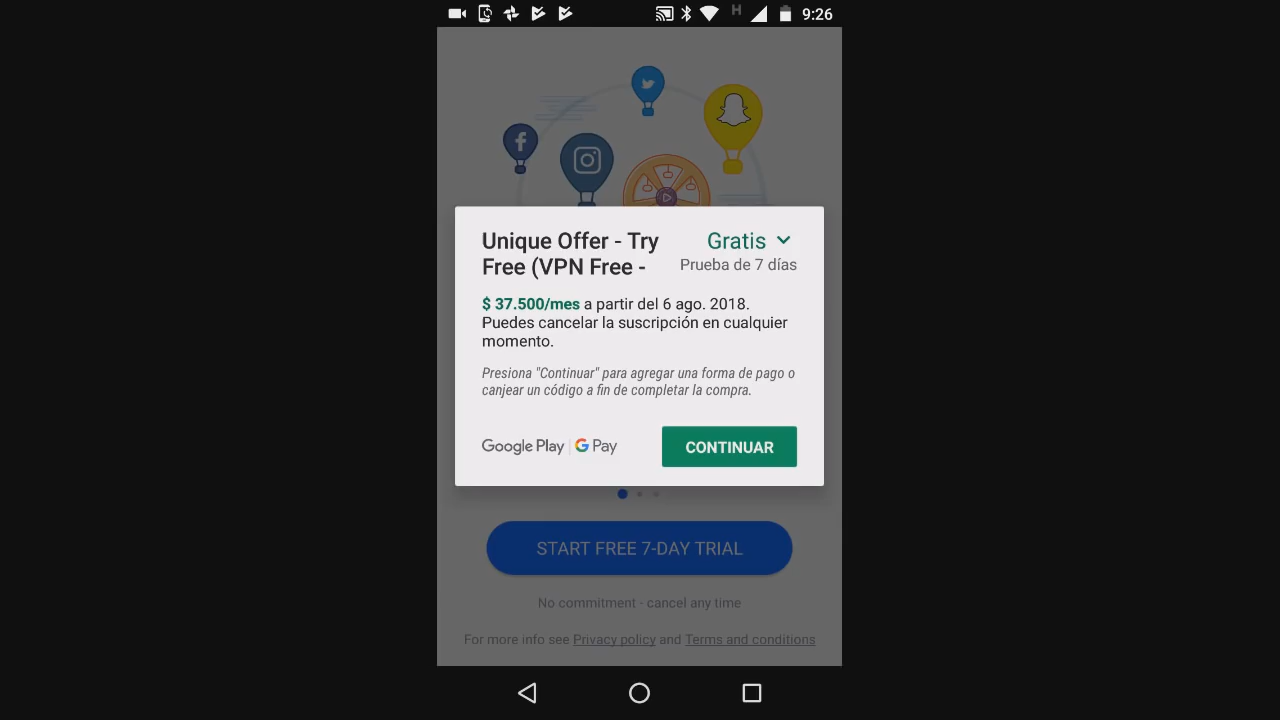 H 9:26
Unique Offer - Try
Free (VPN Free -
Gratis
Prueba de 7 días
$ 37.500/mes a partir del 6 ago. 2018.
Puedes cancelar la suscripción en cualquier
momento.
Presiona "Continuar" para agregar una forma de pago o
canjear un código a fin de completar la compra.
Google Play | G Pay
CONTINUAR
START FREE 7-DAY TRIAL
No commitment - cancel any time
For more info see Privacy policy and Terms and conditions